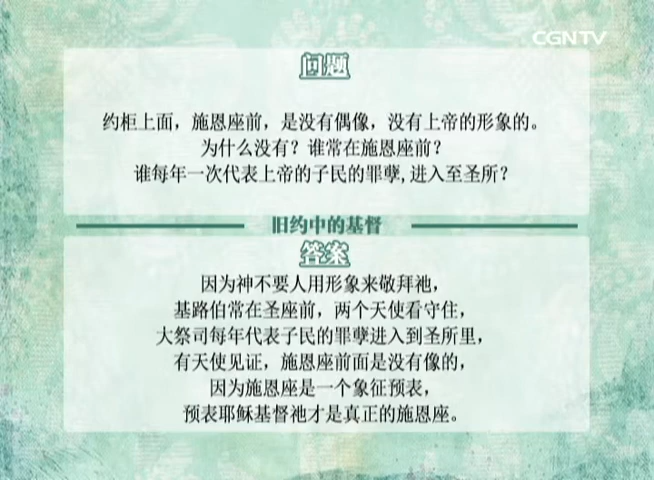 CGNTV
问题
约柜上面，施恩座前，是没有偶像，没有上帝的形象的。
为什么没有？谁常在施恩座前？
谁每年一次代表上帝的子民的罪孽，进入至圣所？
旧约中的基督
答案
因为神不要人用形象来敬拜祂，
基路伯常在圣座前，两个天使看守住，
大祭司每年代表子民的罪孽进入到圣所里，
有天使见证，施恩座前面是没有像的，
因为施恩座是一个象征预表，
预表耶稣基督祂才是真正的施恩座。